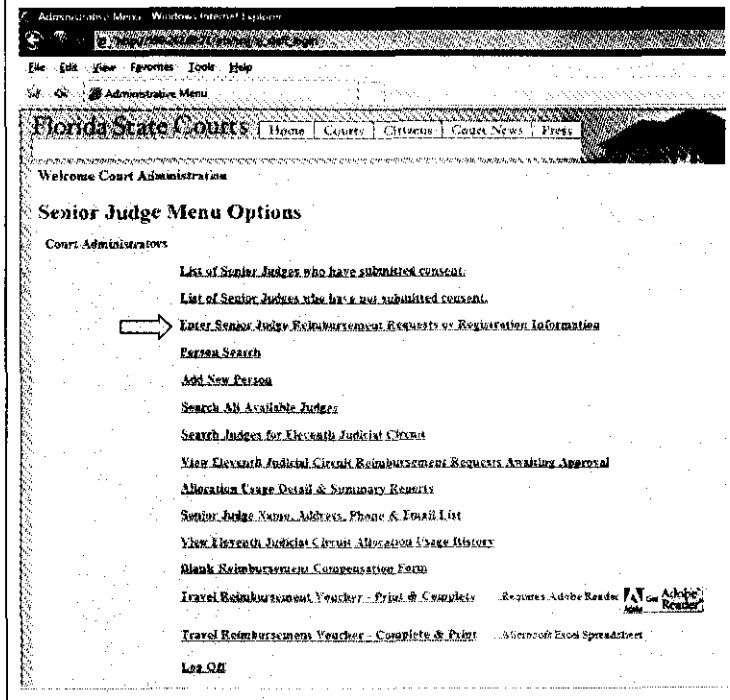 Administrative Menu - Windows Internet Explorer
File Edit View Favorites Tools Help
Administrative Menu
Florida State Courts Home Courts Citizens Court News Press
Welcome Court Administration
Senior Judge Menu Options
Court Administrators
List of Senior Judges who have submitted consent.
List of Senior Judges who have not submitted consent.
Enter Senior Judge Reimbursement Requests or Registration Information
Person Search
Add New Person
Search All Available Judges
Search Judges for Eleventh Judicial Circuit
View Eleventh Judicial Circuit Reimbursement Requests Awaiting Approval
Allocation Usage Detail & Summary Reports
Senior Judge Name, Address, Phone & Email List
View Eleventh Judicial Circuit Allocation Usage History
Blank Reimbursement Compensation Form
Travel Reimbursement Voucher - Print & Complete ...Requires Adobe Reader Adobe Get Adobe Reader
Travel Reimbursement Voucher - Complete & Print ...Microsoft Excel Spreadsheet
Log Off